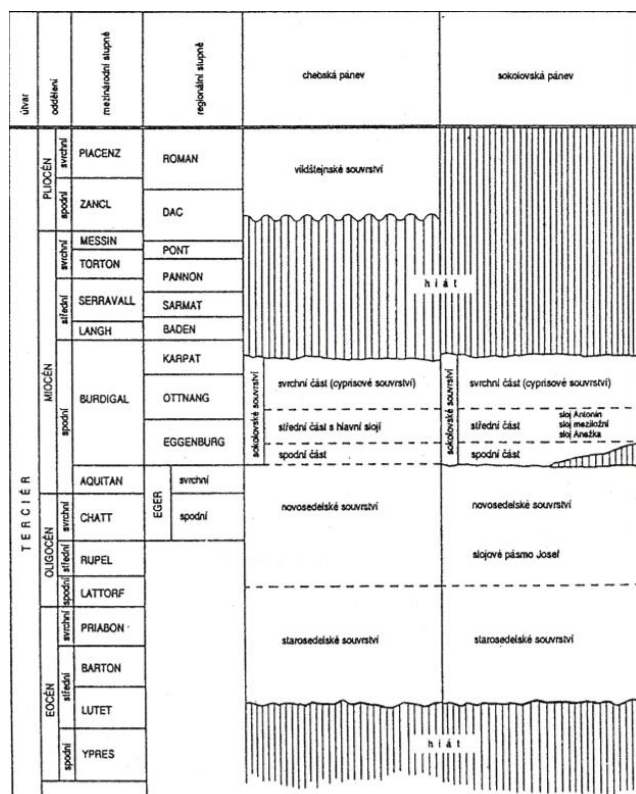 útvar
oddělení
mezinárodní stupně
regionální stupně
chebská pánev
sokolovská pánev
TERCIÉR
PLIOCÉN
svrchní
PIACENZ
ROMAN
vildštejnské souvrství
spodní
ZANCL
DAC
MIOCÉN
svrchní
MESSIN
PONT
TORTON
PANNON
hiát
střední
SERRAVALL
SARMAT
LANGH
BADEN
spodní
BURDIGAL
KARPAT
OTTNANG
EGGENBURG
sokolovské souvrství
svrchní část (cyprisové souvrství)
střední část s hlavní slojí
spodní část
sokolovské souvrství
svrchní část (cyprisové souvrství)
střední část
sloj Antonín
sloj meziložní
sloj Anežka
spodní část
AQUITAN
EGER
svrchní
OLIGOCÉN
svrchní
CHATT
spodní
novosedelské souvrství
novosedelské souvrství
střední
RUPEL
slojové pásmo Josef
spodní
LATTORF
EOCÉN
svrchní
PRIABON
starosedelské souvrství
starosedelské souvrství
střední
BARTON
LUTET
spodní
YPRES
hiát